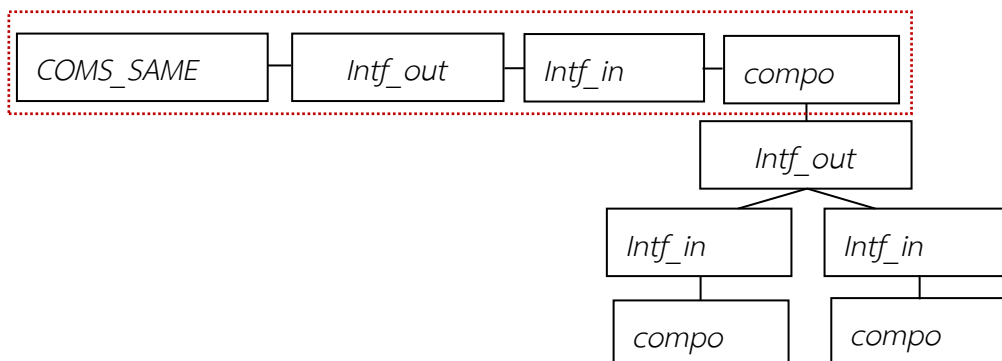 COMS_SAME Intf_out Intf_in compo
Intf_out
Intf_in Intf_in
compo compo